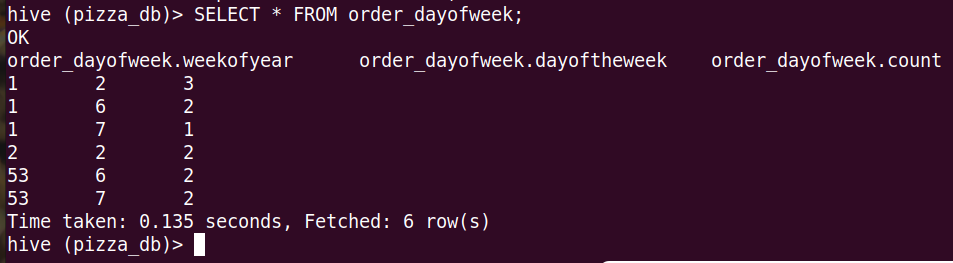 hive (pizza_db)> SELECT * FROM order_dayofweek;
OK
order_dayofweek.weekofyear order_dayofweek.dayoftheweek order_dayofweek.count
1 2 3
1 6 2
1 7 1
2 2 2
53 6 2
53 7 2
Time taken: 0.135 seconds, Fetched: 6 row(s)
hive (pizza_db)>